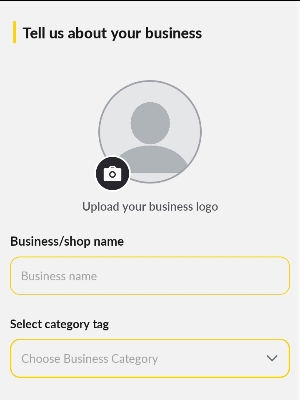 Tell us about your business
Upload your business logo
Business/shop name
Business name
Select category tag
Choose Business Category